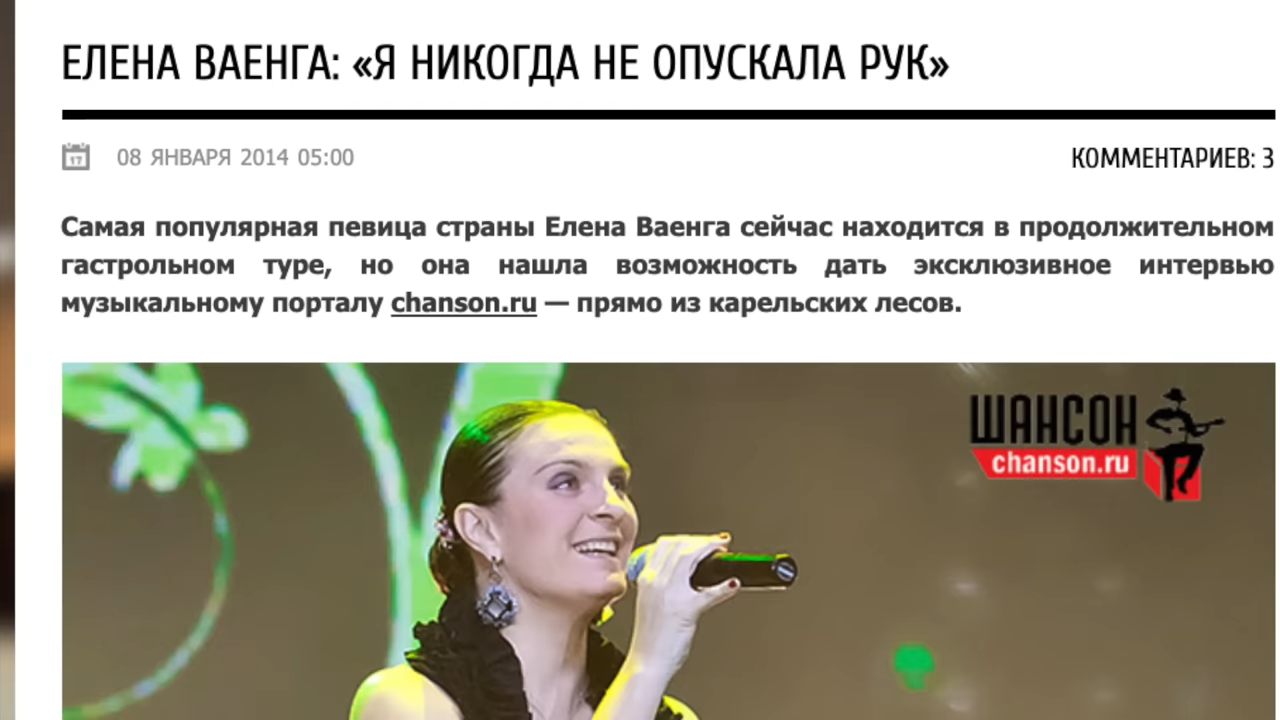 ЕЛЕНА ВАЕНГА: «Я НИКОГДА НЕ ОПУСКАЛА РУК»
17
08 ЯНВАРЯ 2014 05:00
КОММЕНТАРИЕВ: 3
Самая популярная певица страны Елена Ваенга сейчас находится в продолжительном
гастрольном туре, но она нашла возможность дать эксклюзивное интервью
музыкальному порталу chanson.ru — прямо из карельских лесов.
ШАНСОН
chanson.ru